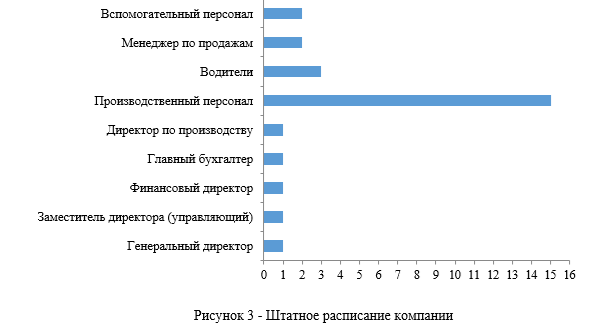 Вспомогательный персонал
Менеджер по продажам
Водители
Производственный персонал
Директор по производству
Главный бухгалтер
Финансовый директор
Заместитель директора (управляющий)
Генеральный директор
0 1 2 3 4 5 6 7 8 9 10 11 12 13 14 15 16
Рисунок 3 - Штатное расписание компании